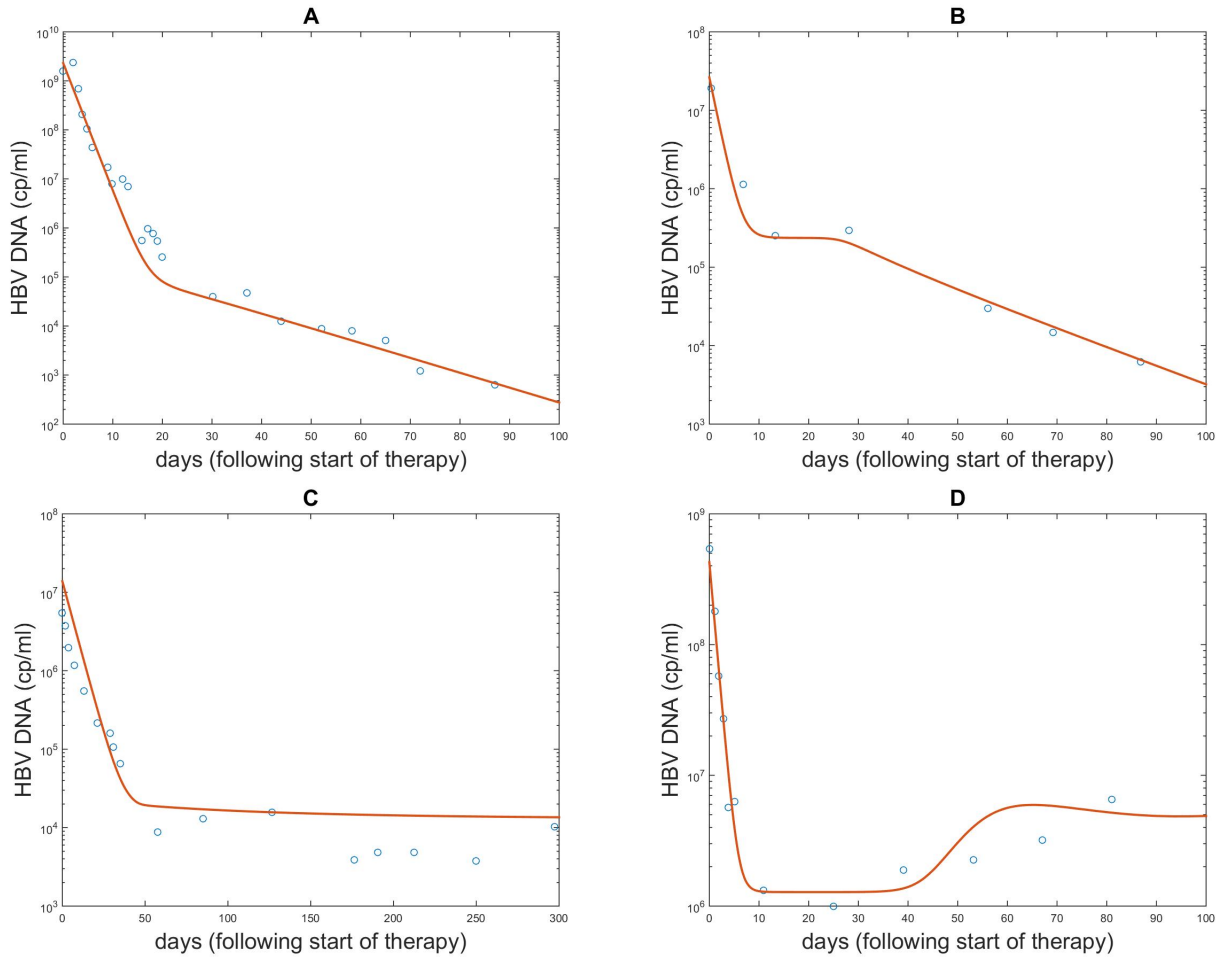 A
HBV DNA (cp/ml)
10^10
10^9
10^8
10^7
10^6
10^5
10^4
10^3
10^2
0 10 20 30 40 50 60 70 80 90 100
days (following start of therapy)
B
HBV DNA (cp/ml)
10^8
10^7
10^6
10^5
10^4
10^3
0 10 20 30 40 50 60 70 80 90 100
days (following start of therapy)
C
HBV DNA (cp/ml)
10^8
10^7
10^6
10^5
10^4
10^3
0 50 100 150 200 250 300
days (following start of therapy)
D
HBV DNA (cp/ml)
10^9
10^8
10^7
10^6
0 10 20 30 40 50 60 70 80 90 100
days (following start of therapy)